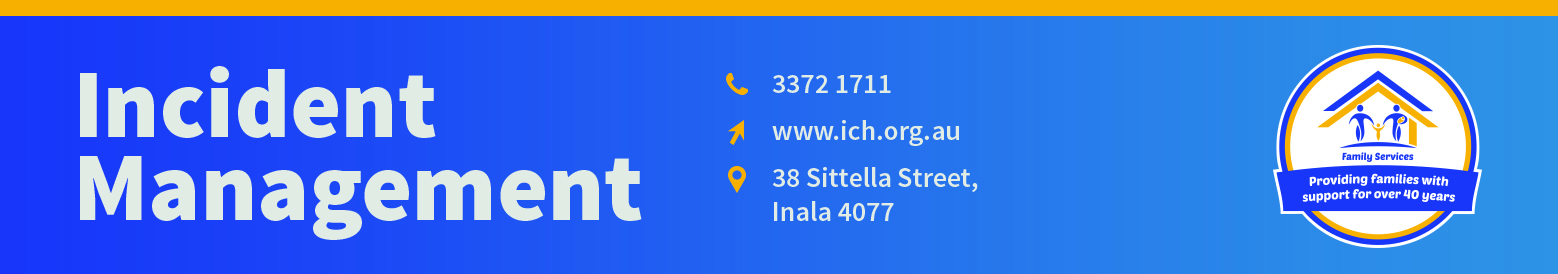 Incident
Management
3372 1711
www.ich.org.au
38 Sittella Street,
Inala 4077
Family Services
Providing families with
support for over 40 years